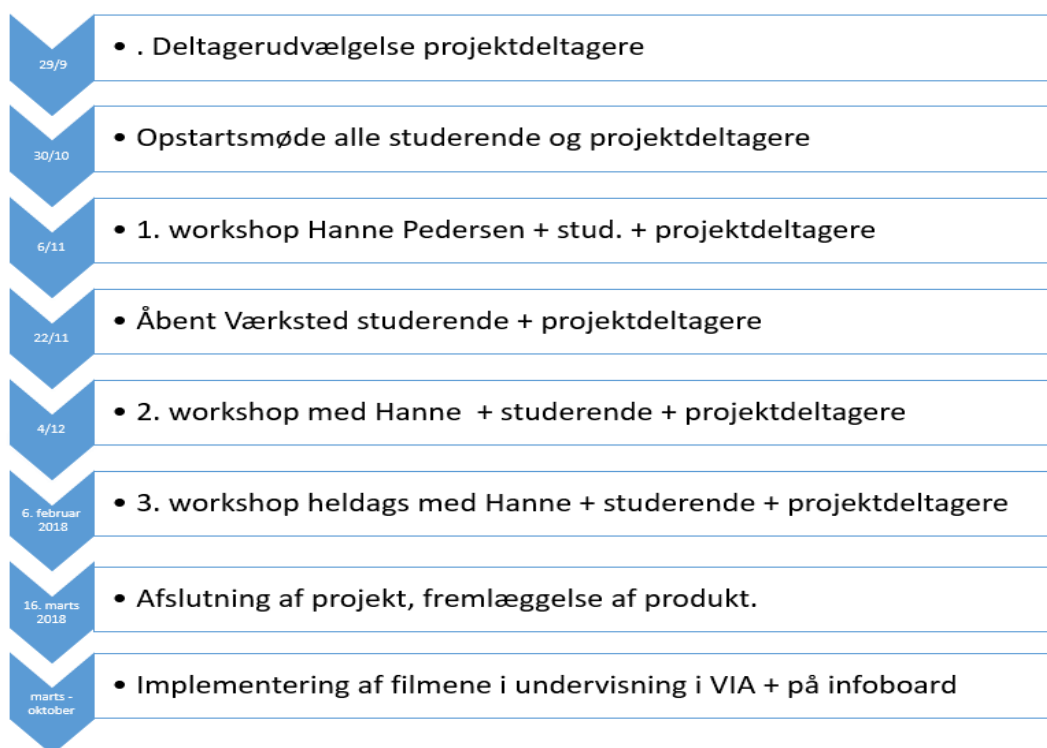 29/9
• . Deltagerudvælgelse projektdeltagere
30/10
• Opstartsmøde alle studerende og projektdeltagere
6/11
• 1. workshop Hanne Pedersen + stud. + projektdeltagere
22/11
• Åbent Værksted studerende + projektdeltagere
4/12
• 2. workshop med Hanne  + studerende + projektdeltagere
6. februar
2018
• 3. workshop heldags med Hanne + studerende + projektdeltagere
16. marts
2018
• Afslutning af projekt, fremlæggelse af produkt.
marts -
oktober
• Implementering af filmene i undervisning i VIA + på infoboard